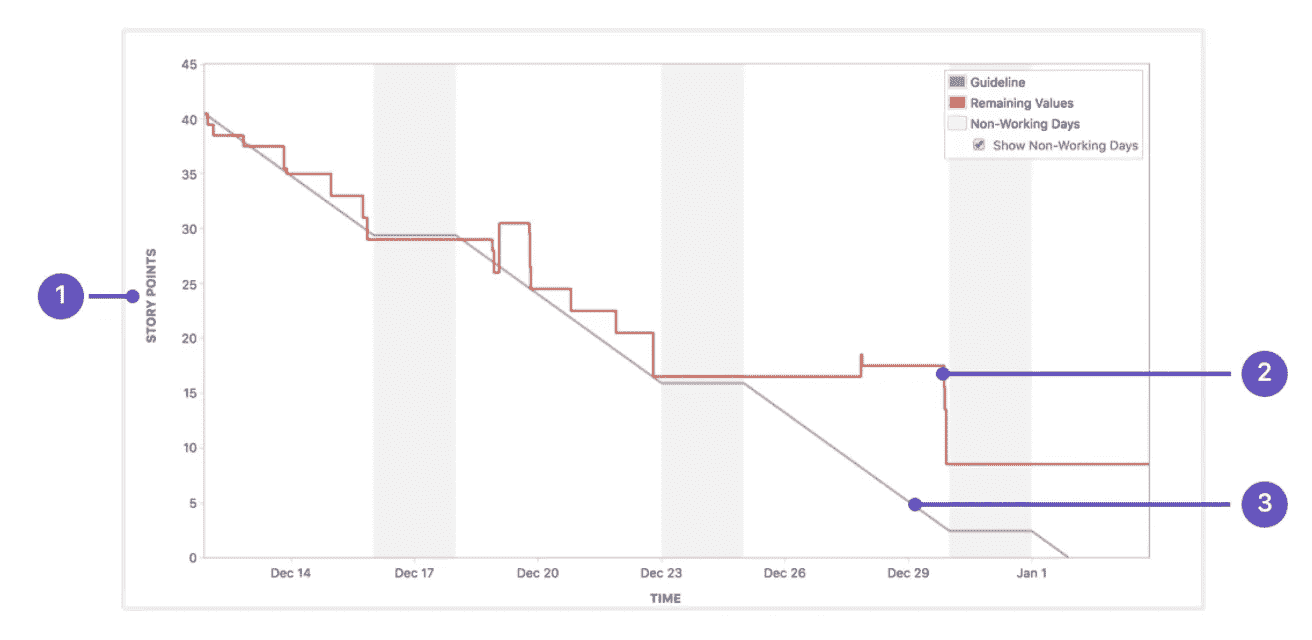 45
40
35
30
25
20
15
10
5
0
STORY POINTS
Guideline
Remaining Values
Non-Working Days
Show Non-Working Days
1
2
3
Dec 14
Dec 17
Dec 20
Dec 23
Dec 26
Dec 29
Jan 1
TIME